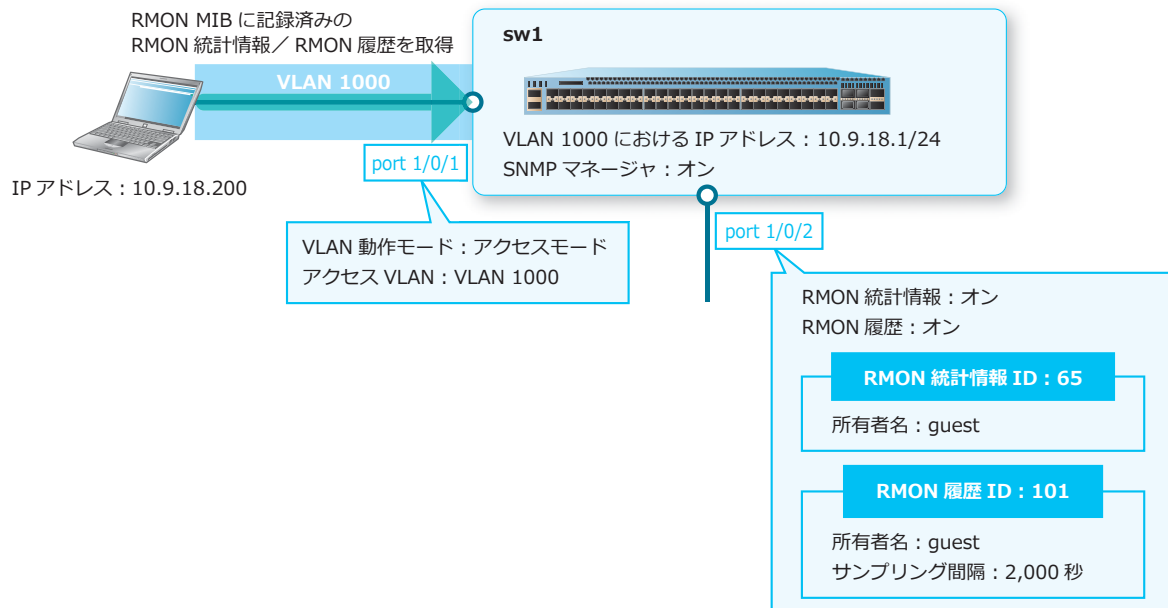 RMON MIB に記録済みの
RMON 統計情報／ RMON 履歴を取得
VLAN 1000
IP アドレス：10.9.18.200
sw1
VLAN 1000 における IP アドレス：10.9.18.1/24
SNMP マネージャ：オン
port 1/0/1
VLAN 動作モード：アクセスモード
アクセス VLAN：VLAN 1000
port 1/0/2
RMON 統計情報：オン
RMON 履歴：オン
RMON 統計情報 ID：65
所有者名：guest
RMON 履歴 ID：101
所有者名：guest
サンプリング間隔：2,000 秒